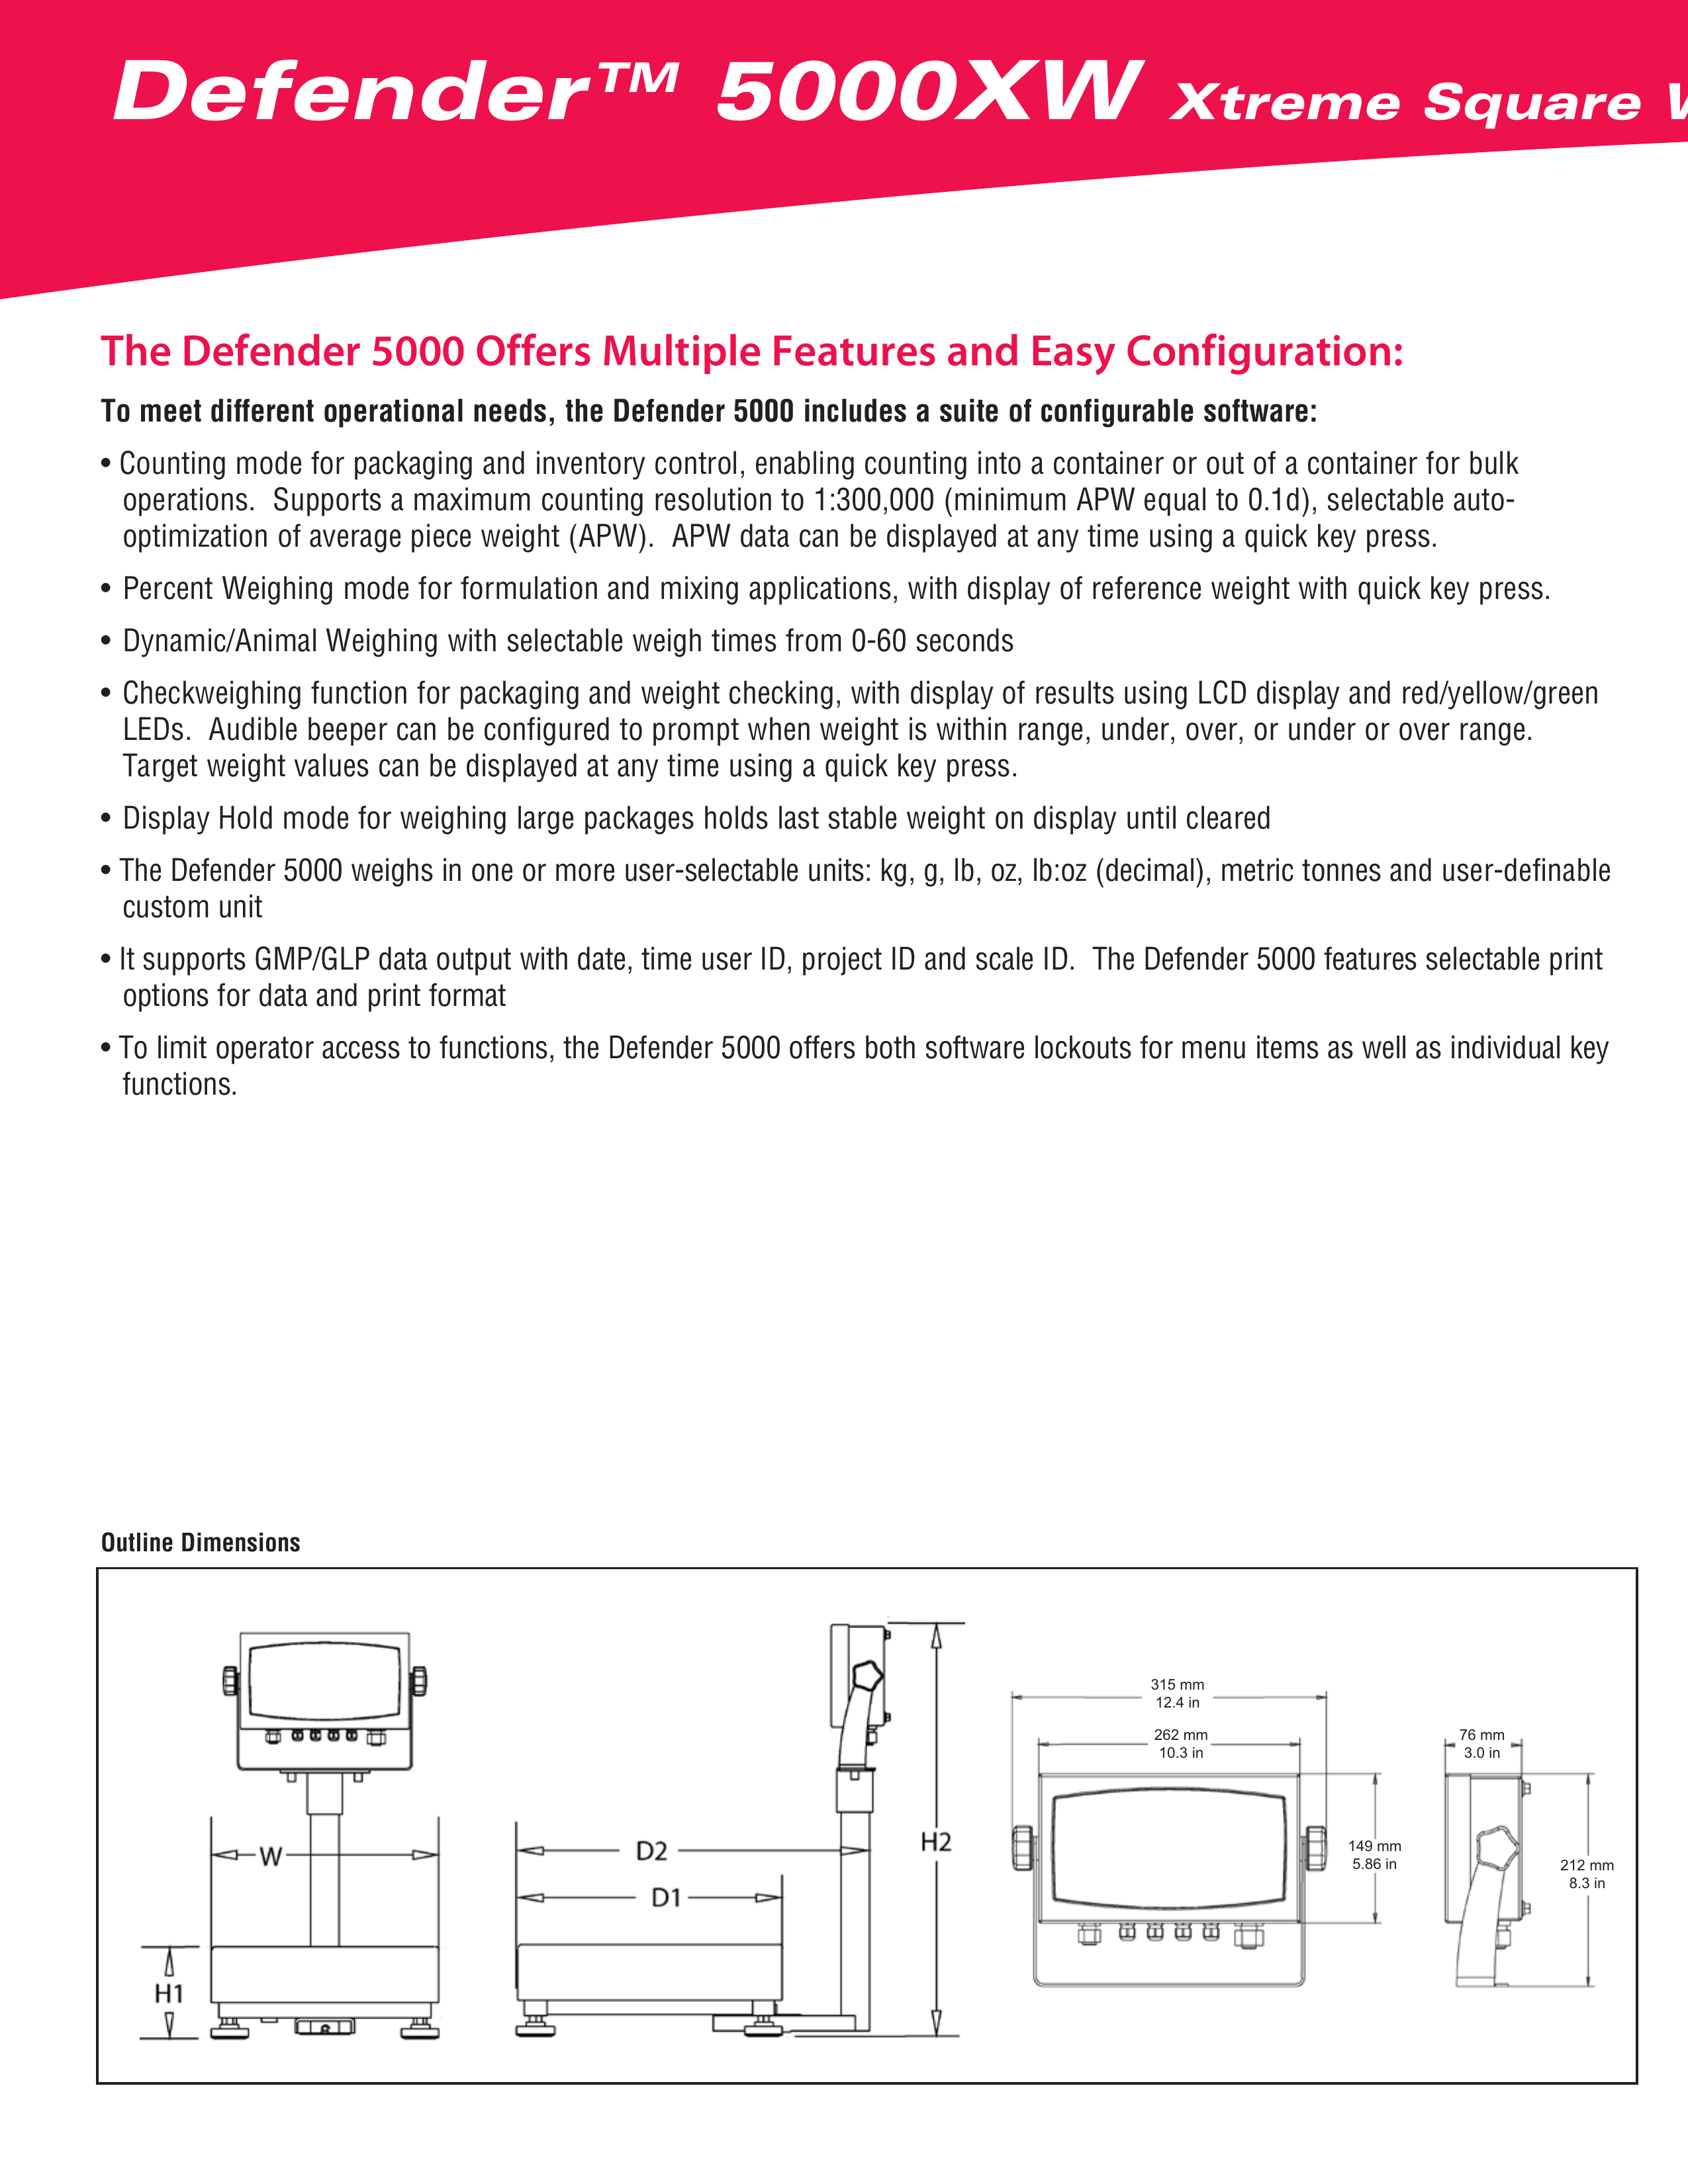 Defender™ 5000XW Xtreme Square
The Defender 5000 Offers Multiple Features and Easy Configuration:
To meet different operational needs, the Defender 5000 includes a suite of configurable software:
• Counting mode for packaging and inventory control, enabling counting into a container or out of a container for bulk
operations.  Supports a maximum counting resolution to 1:300,000 (minimum APW equal to 0.1d), selectable auto-
optimization of average piece weight (APW).  APW data can be displayed at any time using a quick key press.
• Percent Weighing mode for formulation and mixing applications, with display of reference weight with quick key press.
• Dynamic/Animal Weighing with selectable weigh times from 0-60 seconds
• Checkweighing function for packaging and weight checking, with display of results using LCD display and red/yellow/green
LEDs.  Audible beeper can be configured to prompt when weight is within range, under, over, or under or over range.
Target weight values can be displayed at any time using a quick key press.
• Display Hold mode for weighing large packages holds last stable weight on display until cleared
• The Defender 5000 weighs in one or more user-selectable units: kg, g, lb, oz, lb:oz (decimal), metric tonnes and user-definable
custom unit
• It supports GMP/GLP data output with date, time user ID, project ID and scale ID.  The Defender 5000 features selectable print
options for data and print format
• To limit operator access to functions, the Defender 5000 offers both software lockouts for menu items as well as individual key
functions.
Outline Dimensions
W
H1
D2
D1
H2
315 mm
12.4 in
262 mm
10.3 in
149 mm
5.86 in
76 mm
3.0 in
212 mm
8.3 in